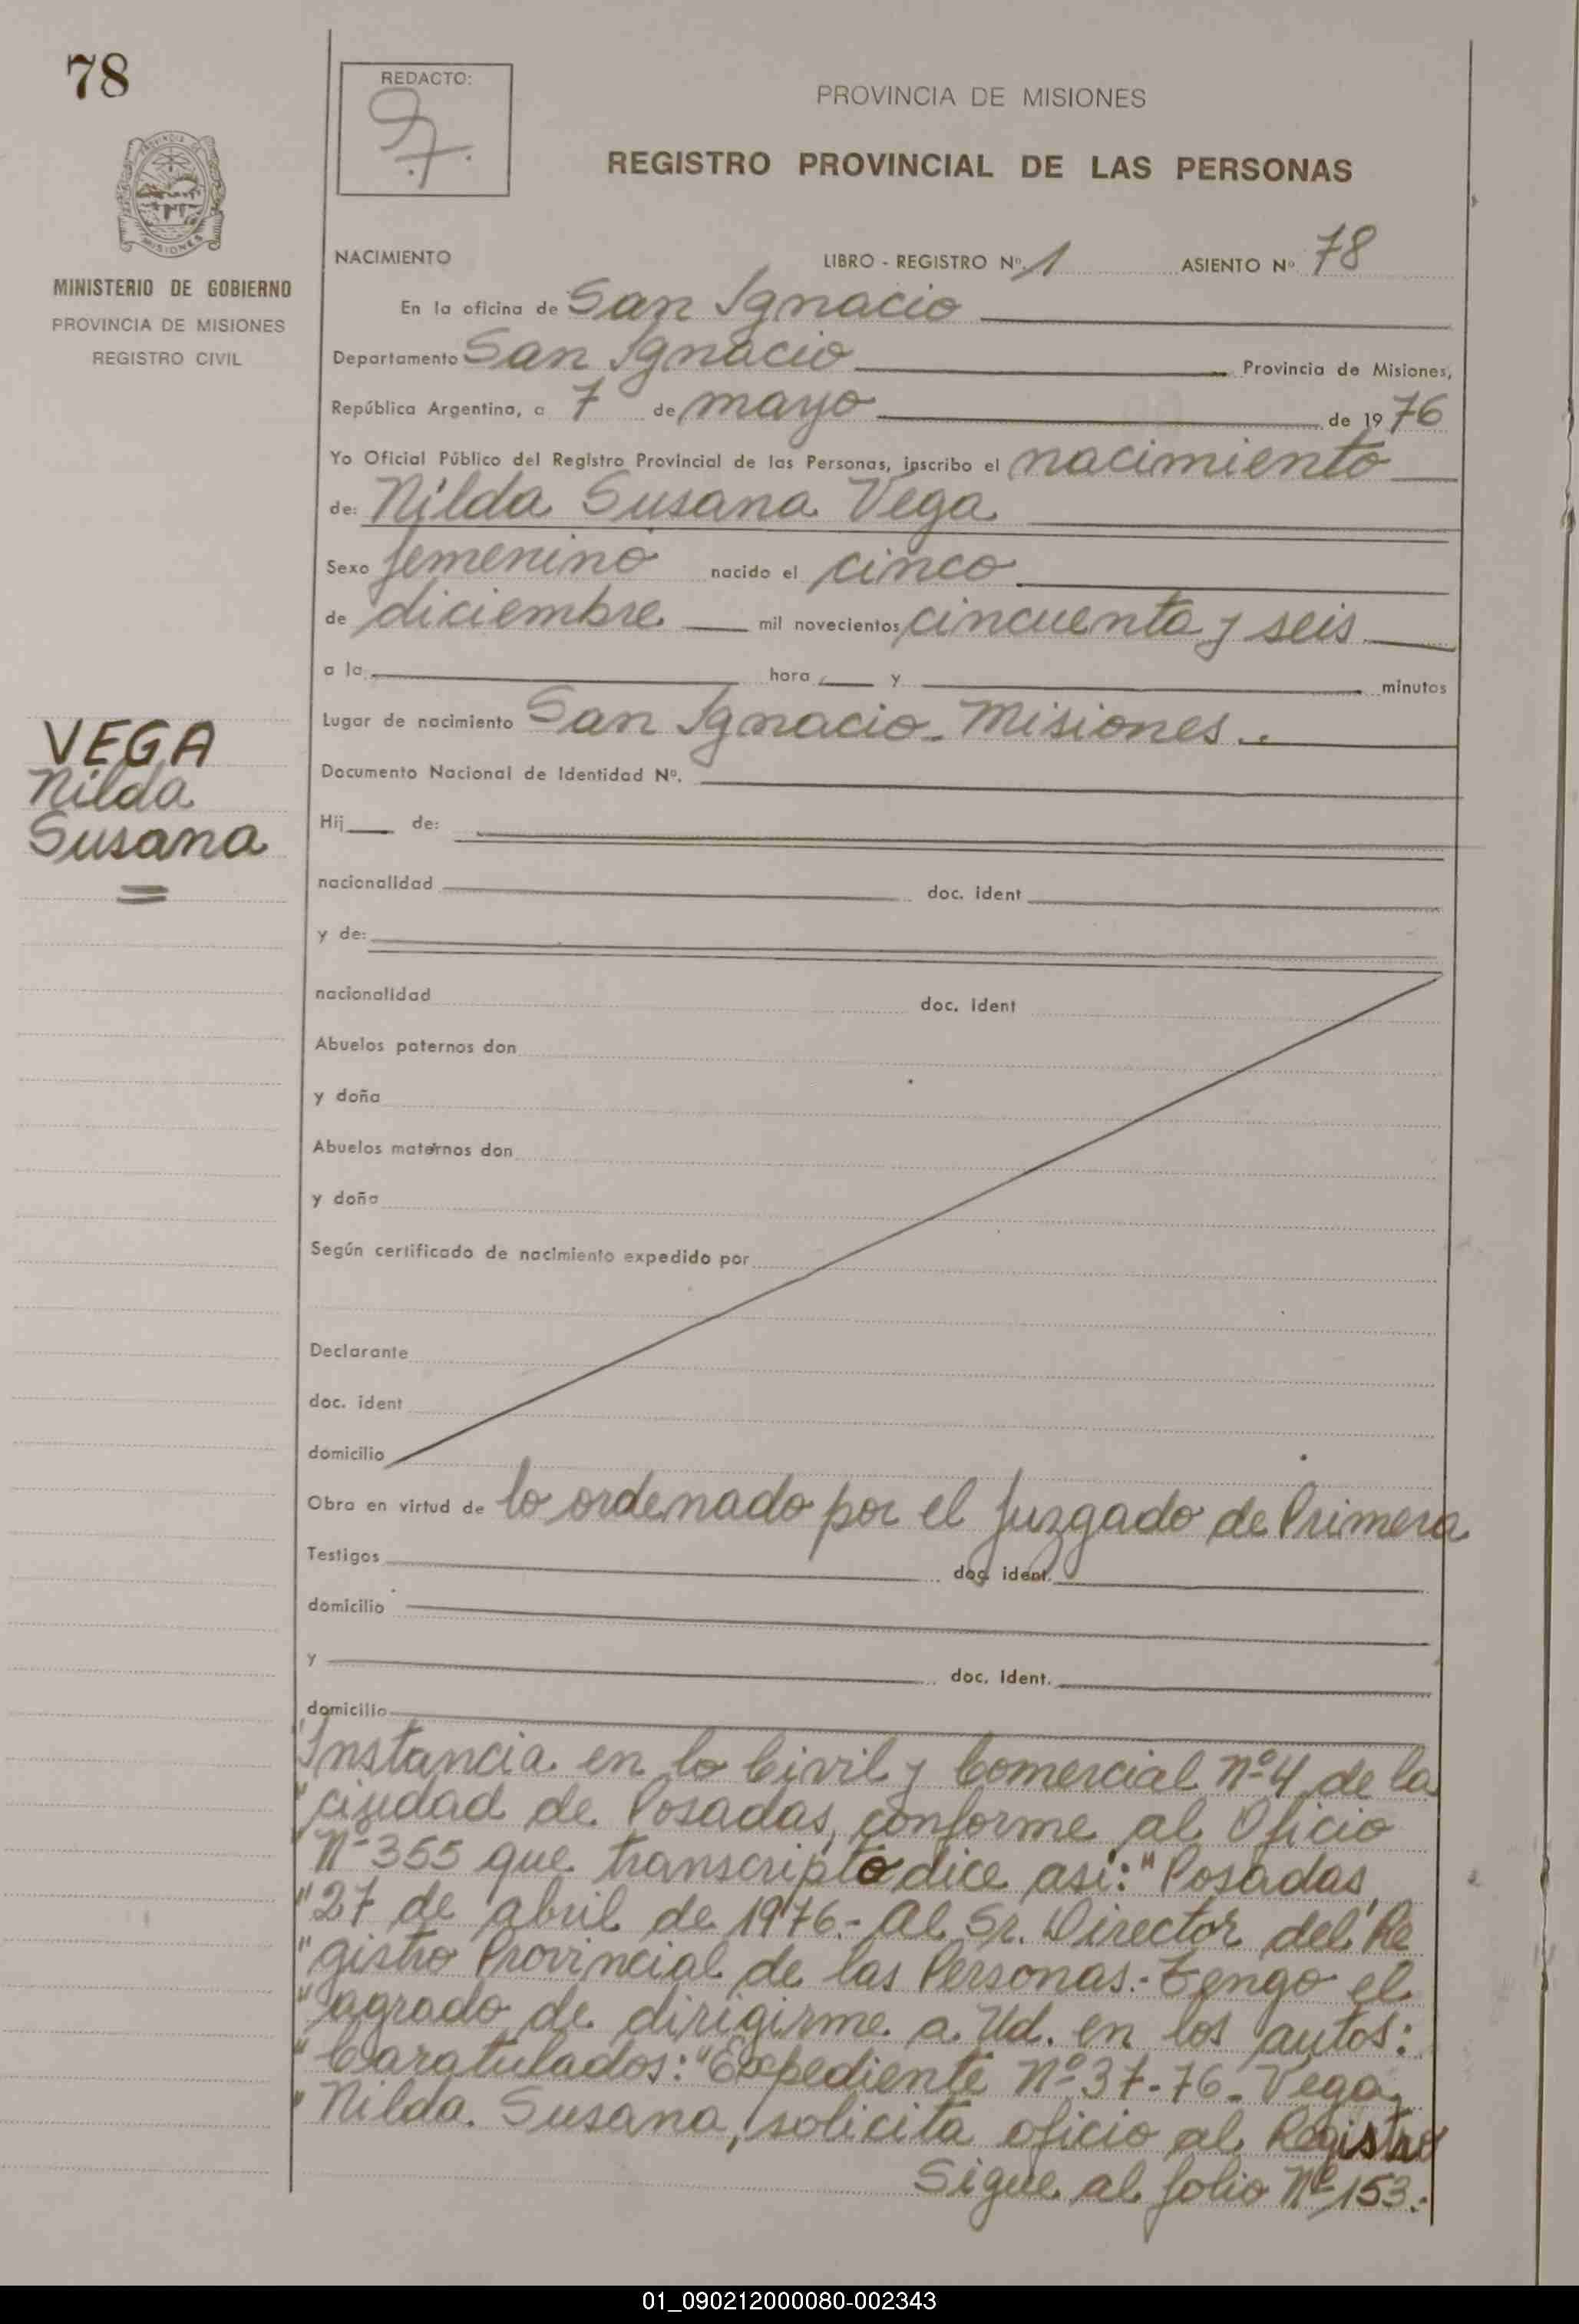 78
REDACTO:
PROVINCIA DE MISIONES
REGISTRO PROVINCIAL DE LAS PERSONAS
MISIONES
MINISTERIO DE GOBIERNO
PROVINCIA DE MISIONES
REGISTRO CIVIL
NACIMIENTO LIBRO - REGISTRO Nº. 1 ASIENTO Nº. 78
En la oficina de San Ignacio
Departamento San Ignacio Provincia de Misiones,
República Argentina, a 7 de mayo de 1976
Yo Oficial Público del Registro Provincial de las Personas, inscribo el nacimiento
de: Nilda Susana Vega
Sexo femenino nacido el cinco
de diciembre mil novecientos cincuenta y seis
a la hora y minutos
Lugar de nacimiento San Ignacio - Misiones..
VEGA
Nilda
Susana
Documento Nacional de Identidad Nº.
Hij de:
nacionalidad doc. ident
y de:
nacionalidad doc. ident
Abuelos paternos don
y doña
Abuelos maternos don
y doña
Según certificado de nacimiento expedido por
Declarante
doc. ident
domicilio
Obra en virtud de lo ordenado por el Juzgado de Primera
Testigos doc. ident.
domicilio
y doc. ident.
domicilio
Instancia en lo Civil y Comercial nº 4 de la
"ciudad de Posadas, conforme al Oficio
"Nº 355 que transcripto dice asi: "Posadas,
"27 de abril de 1976.- Al Sr. Director del Re
"gistro Provincial de las Personas.- Tengo el
"agrado de dirigirme a Ud. en los autos:
"Caratulados: "Expediente Nº 37-76- Vega,
"Nilda Susana, solicita oficio al Registro
Sigue al folio Nº 153.-
01_090212000080-002343